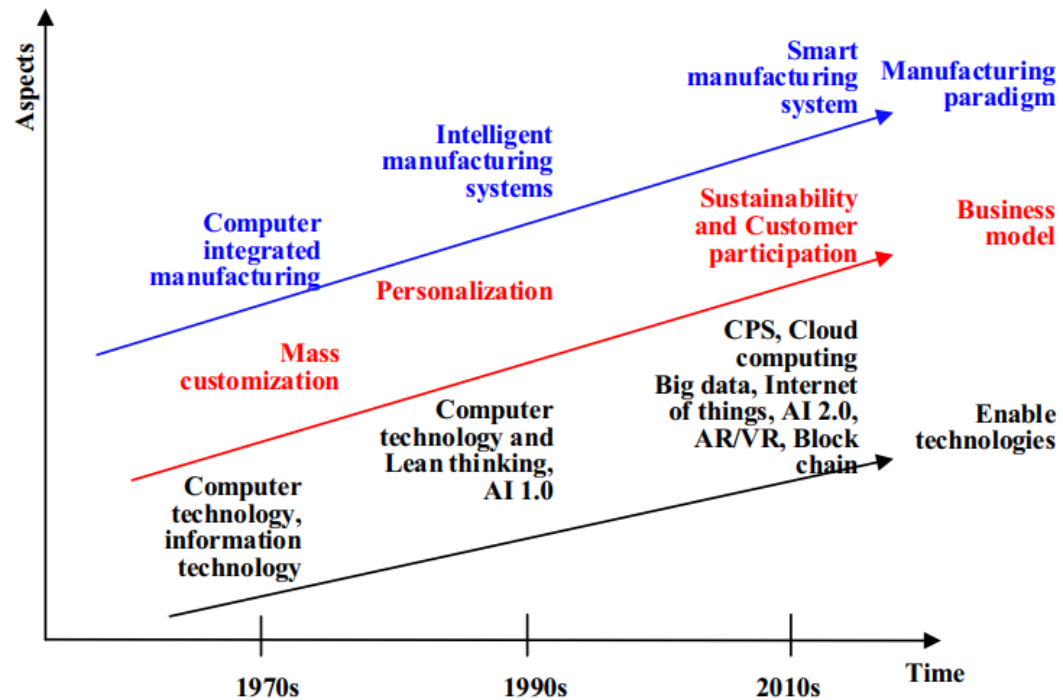 Aspects
Smart
manufacturing
system
Manufacturing
paradigm
Intelligent
manufacturing
systems
Computer
integrated
manufacturing
Sustainability
and Customer
participation
Business
model
Personalization
Mass
customization
CPS, Cloud
computing
Big data, Internet
of things, AI 2.0,
AR/VR, Block
chain
Enable
technologies
Computer
technology and
Lean thinking,
AI 1.0
Computer
technology,
information
technology
Time
1970s
1990s
2010s